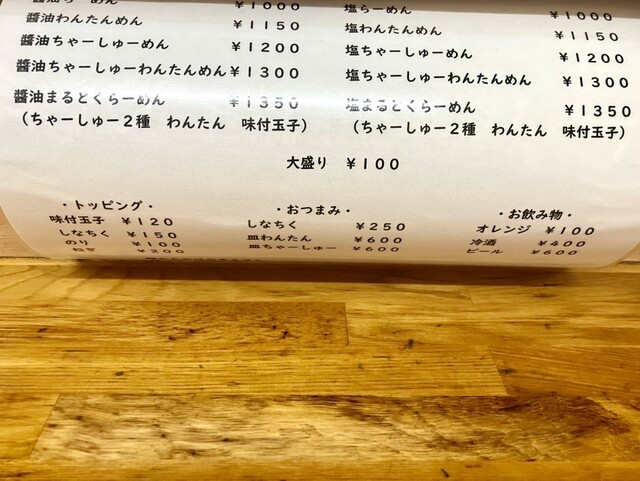 醤油らーめん ¥1000
醤油わんたんめん ¥1150
醤油ちゃーしゅーめん ¥1200
醤油ちゃーしゅーわんたんめん ¥1300
醤油まるとくらーめん ¥1350
（ちゃーしゅー２種 わんたん 味付玉子）
塩らーめん ¥1000
塩わんたんめん ¥1150
塩ちゃーしゅーめん ¥1200
塩ちゃーしゅーわんたんめん ¥1300
塩まるとくらーめん ¥1350
（ちゃーしゅー２種 わんたん 味付玉子）
大盛り ¥100
・トッピング・
味付玉子 ¥120
しなちく ¥150
のり ¥100
¥200
・おつまみ・
しなちく ¥250
皿わんたん ¥600
皿ちゃーしゅー ¥600
・お飲み物・
オレンジ ¥100
冷酒 ¥400
ビール ¥600